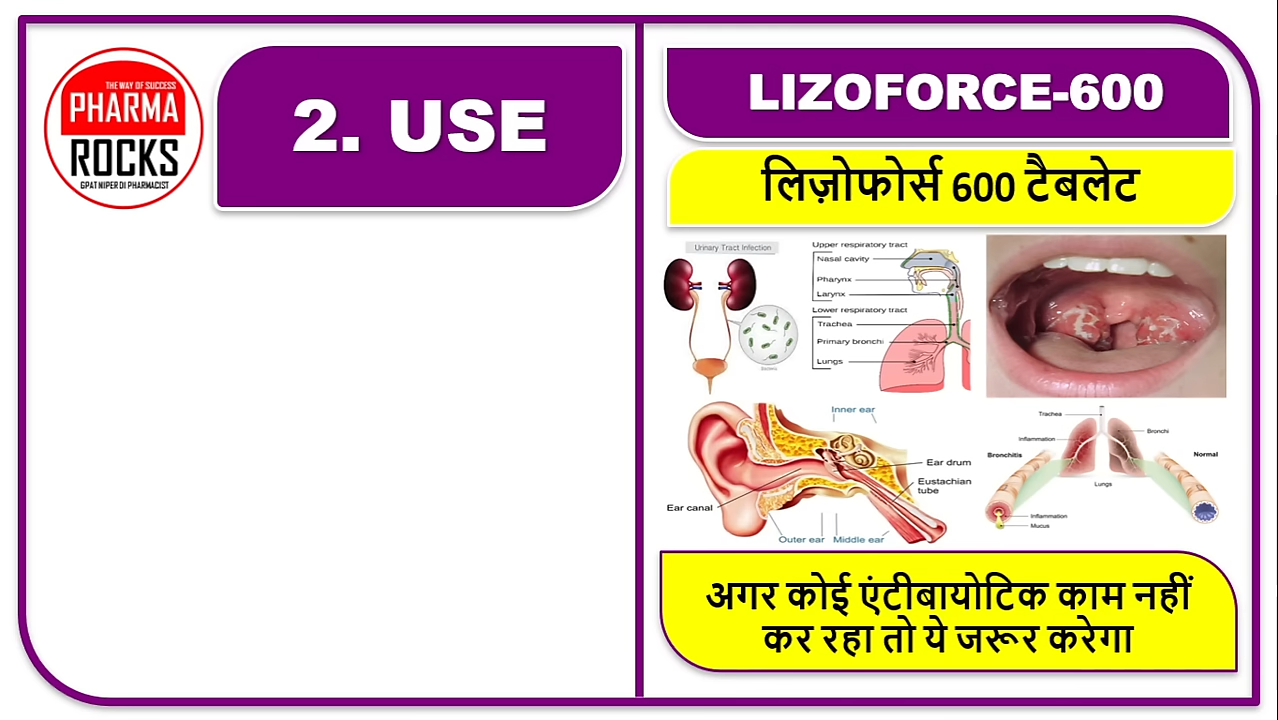 THE WAY OF SUCCESS
PHARMA
ROCKS
GPAT NIPER DI PHARMACIST
2. USE
LIZOFORCE-600
लिज़ोफोर्स 600 टैबलेट
Urinary Tract Infection
Bacteria
Upper respiratory tract
Nasal cavity
Pharynx
Larynx
Lower respiratory tract
Trachea
Primary bronchi
Lungs
Inner ear
Ear drum
Eustachian
tube
Ear canal
Outer ear
Middle ear
Trachea
Bronchi
Inflammation
Bronchitis
Normal
Lungs
Inflammation
Mucus
अगर कोई एंटीबायोटिक काम नहीं
कर रहा तो ये जरूर करेगा